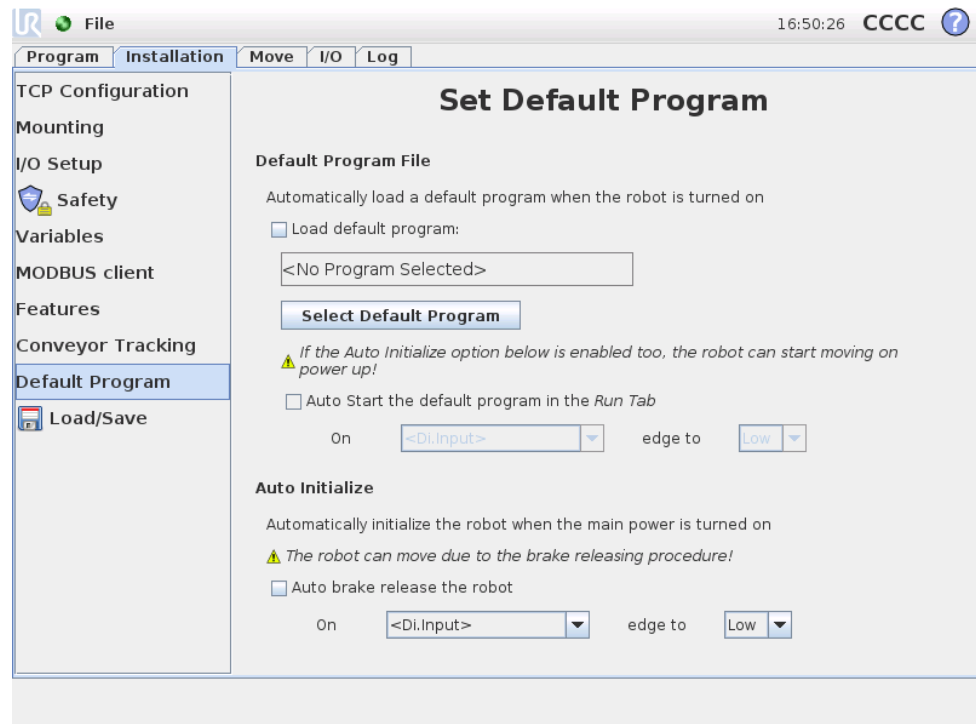 UR File 16:50:26 CCCC ?
Program Installation Move I/O Log
TCP Configuration
Mounting
I/O Setup
Safety
Variables
MODBUS client
Features
Conveyor Tracking
Default Program
Load/Save
Set Default Program
Default Program File
Automatically load a default program when the robot is turned on
Load default program:
<No Program Selected>
Select Default Program
If the Auto Initialize option below is enabled too, the robot can start moving on
power up!
Auto Start the default program in the Run Tab
On <Di.Input> edge to Low
Auto Initialize
Automatically initialize the robot when the main power is turned on
The robot can move due to the brake releasing procedure!
Auto brake release the robot
On <Di.Input> edge to Low